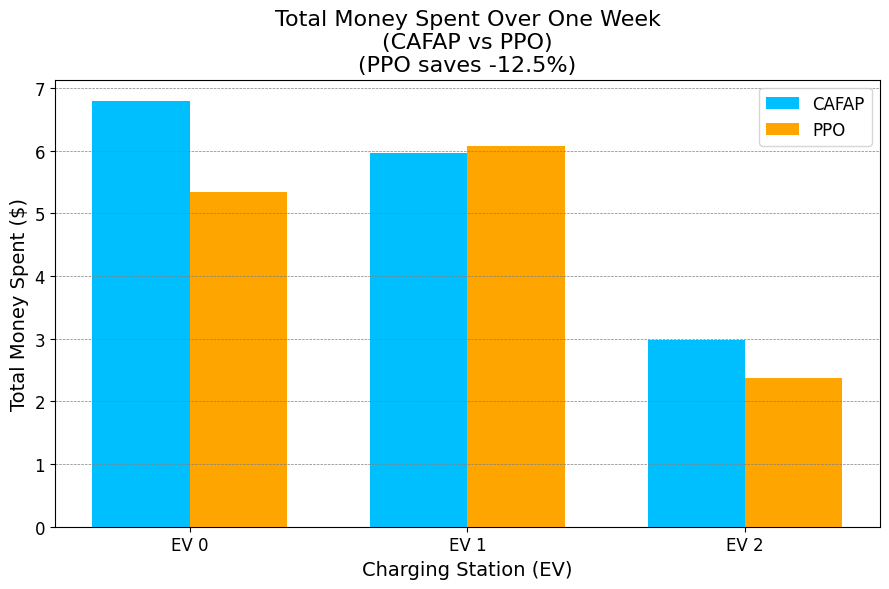 Total Money Spent Over One Week
(CAFAP vs PPO)
(PPO saves -12.5%)
CAFAP
PPO
Total Money Spent ($)
7
6
5
4
3
2
1
0
EV 0
EV 1
EV 2
Charging Station (EV)